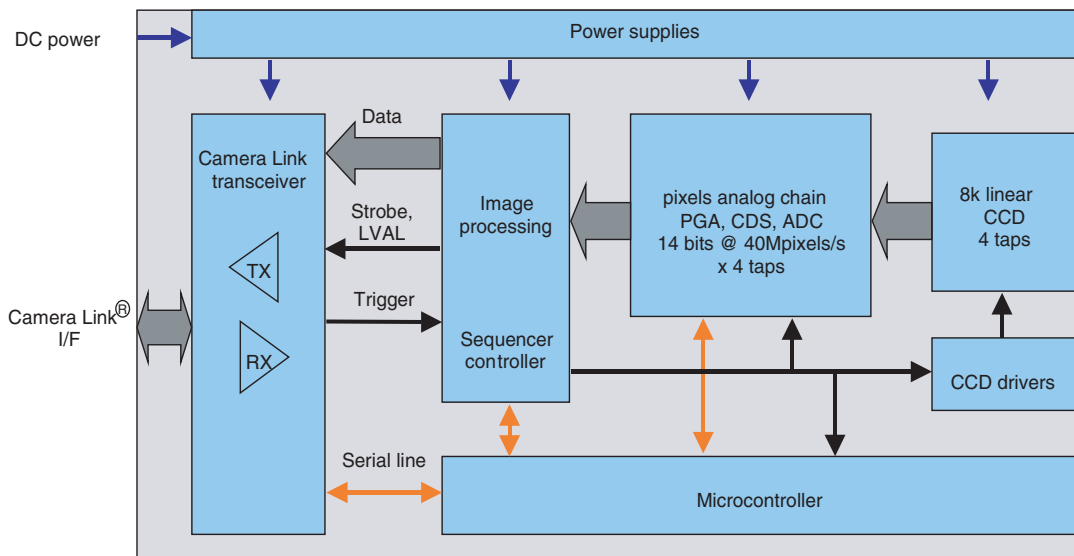 DC power
Power supplies
Data
Camera Link
transceiver
Strobe,
LVAL
TX
Trigger
RX
Camera Link®
I/F
Image
processing
Sequencer
controller
pixels analog chain
PGA, CDS, ADC
14 bits @ 40Mpixels/s
x 4 taps
8k linear
CCD
4 taps
CCD drivers
Serial line
Microcontroller